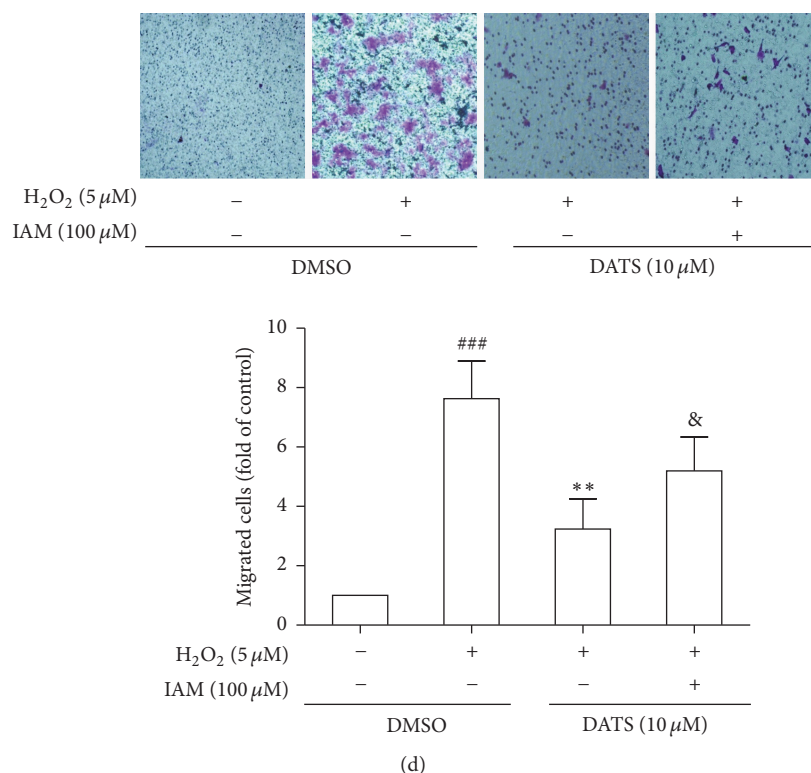 H₂O₂ (5 μM) − + + +
IAM (100 μM) − − − +
DMSO DATS (10 μM)
Migrated cells (fold of control)
10
8
6
4
2
0
###
**
&
H₂O₂ (5 μM) − + + +
IAM (100 μM) − − − +
DMSO DATS (10 μM)
(d)